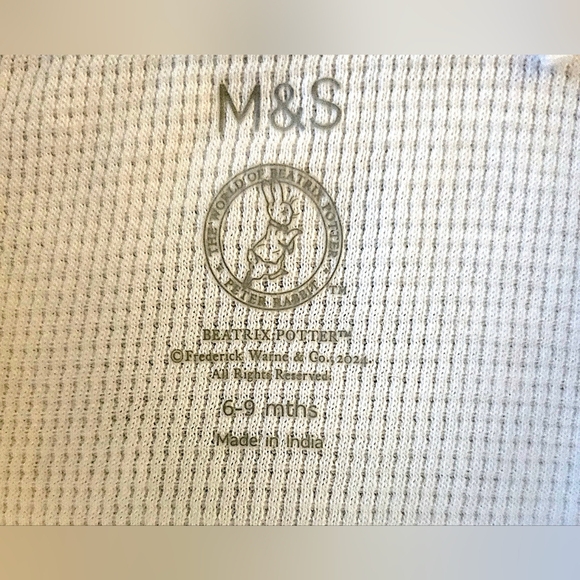 M&S
THE WORLD OF BEATRIX POTTER
PETER RABBIT
BEATRIX POTTER™
©Frederick Warne & Co., 2024.
All Rights Reserved.
6-9 mths
Made in India